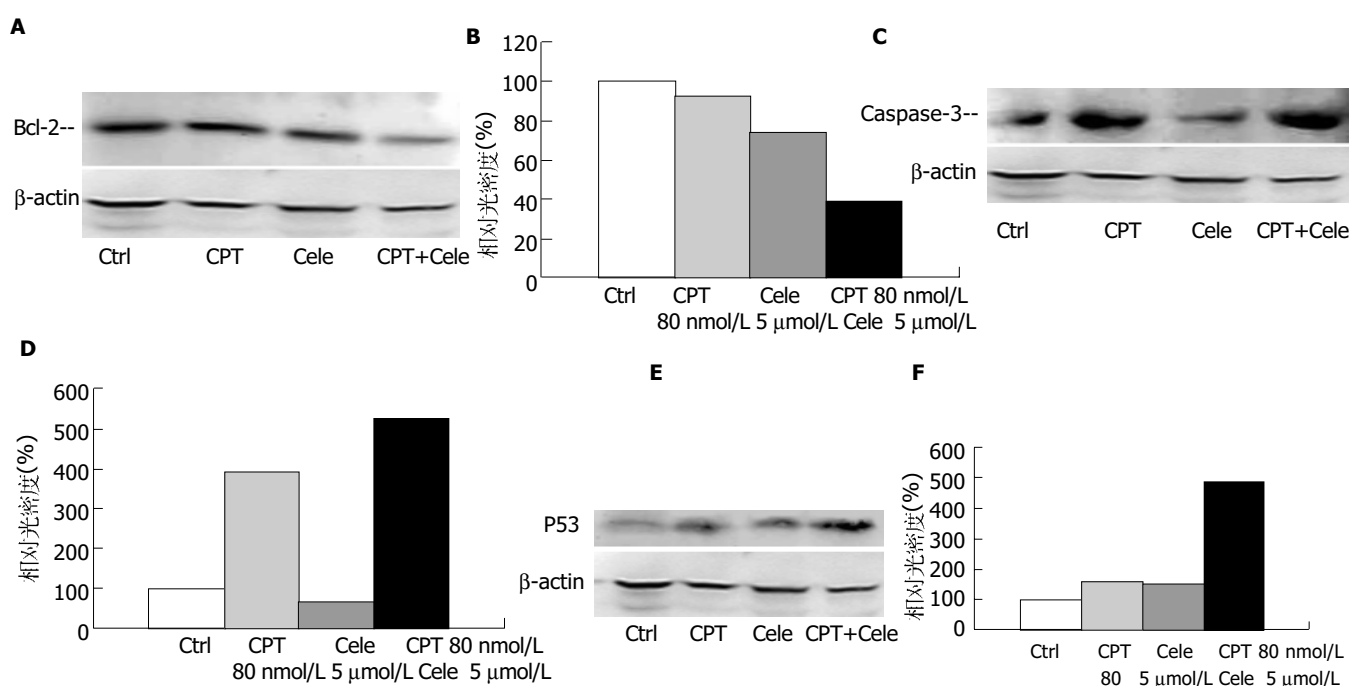 A
Bcl-2--
β-actin
Ctrl CPT Cele CPT+Cele
B
相对光密度(%)
120
100
80
60
40
20
0
Ctrl CPT Cele CPT 80 nmol/L
80 nmol/L 5 μmol/L Cele 5 μmol/L
C
Caspase-3--
β-actin
Ctrl CPT Cele CPT+Cele
D
相对光密度(%)
600
500
400
300
200
100
0
Ctrl CPT Cele CPT 80 nmol/L
80 nmol/L 5 μmol/L Cele 5 μmol/L
E
P53
β-actin
Ctrl CPT Cele CPT+Cele
F
相对光密度(%)
600
500
400
300
200
100
0
Ctrl CPT Cele CPT 80 nmol/L
80 5 μmol/L Cele 5 μmol/L